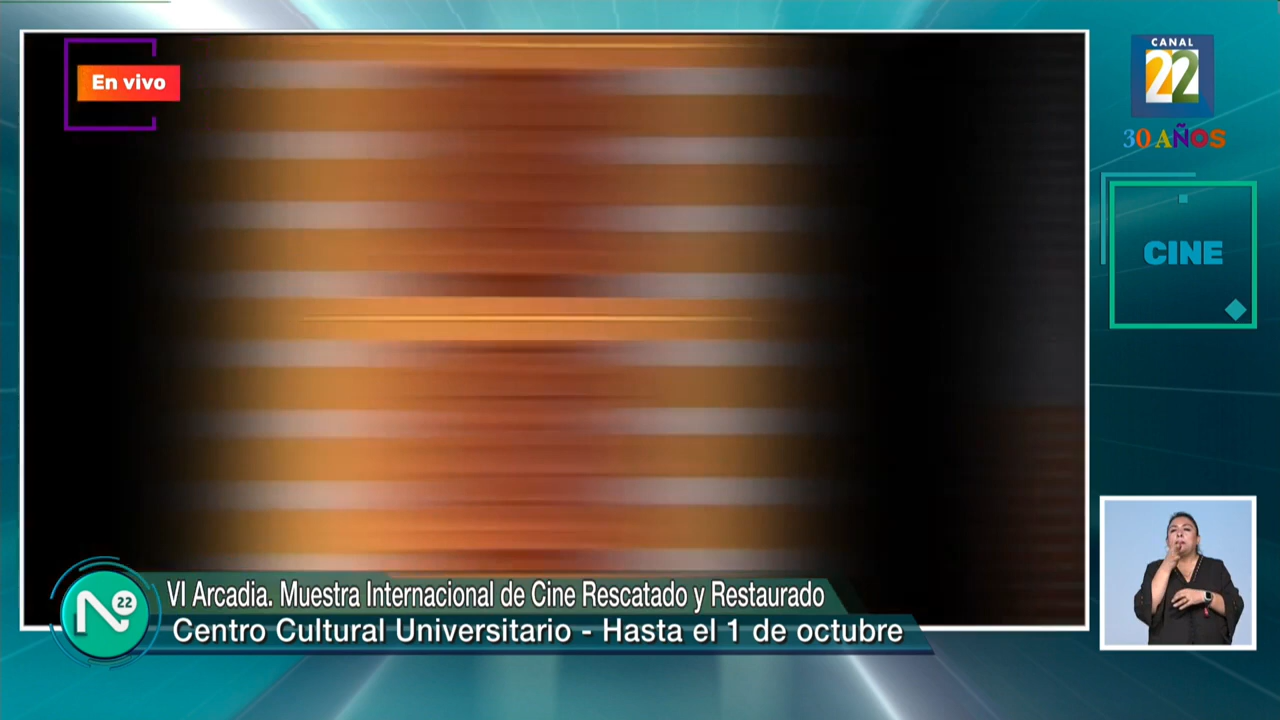 En vivo
CANAL
22
30 AÑOS
CINE
N22
VI Arcadia. Muestra Internacional de Cine Rescatado y Restaurado
Centro Cultural Universitario - Hasta el 1 de octubre